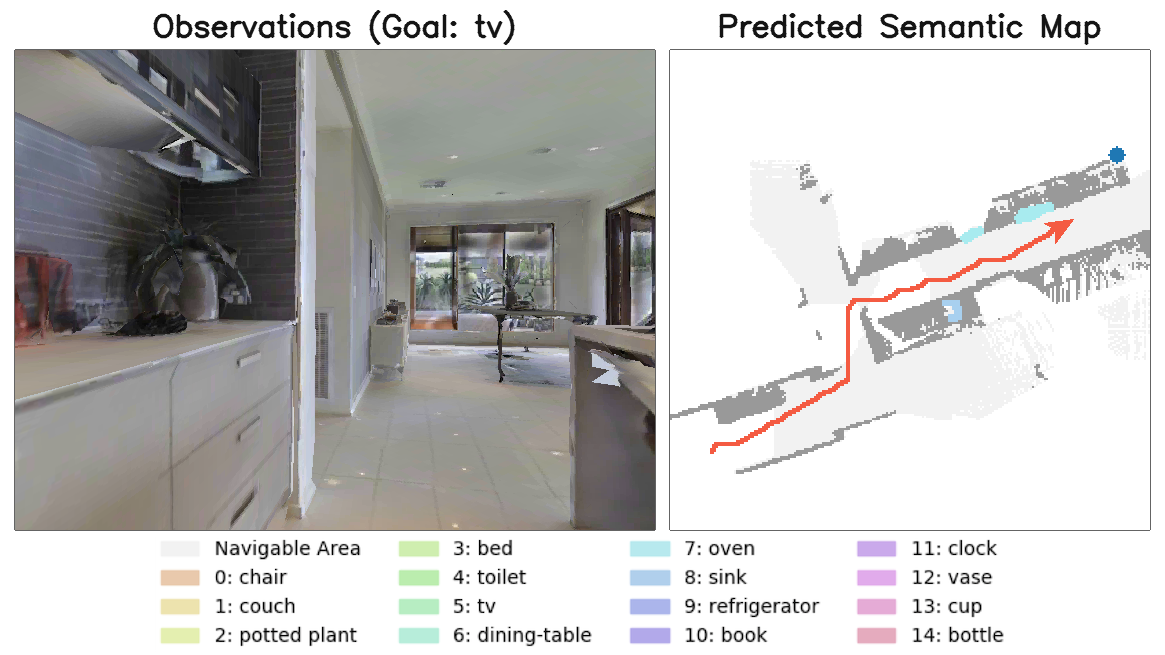 Observations (Goal: tv)
Predicted Semantic Map
Navigable Area
0: chair
1: couch
2: potted plant
3: bed
4: toilet
5: tv
6: dining-table
7: oven
8: sink
9: refrigerator
10: book
11: clock
12: vase
13: cup
14: bottle